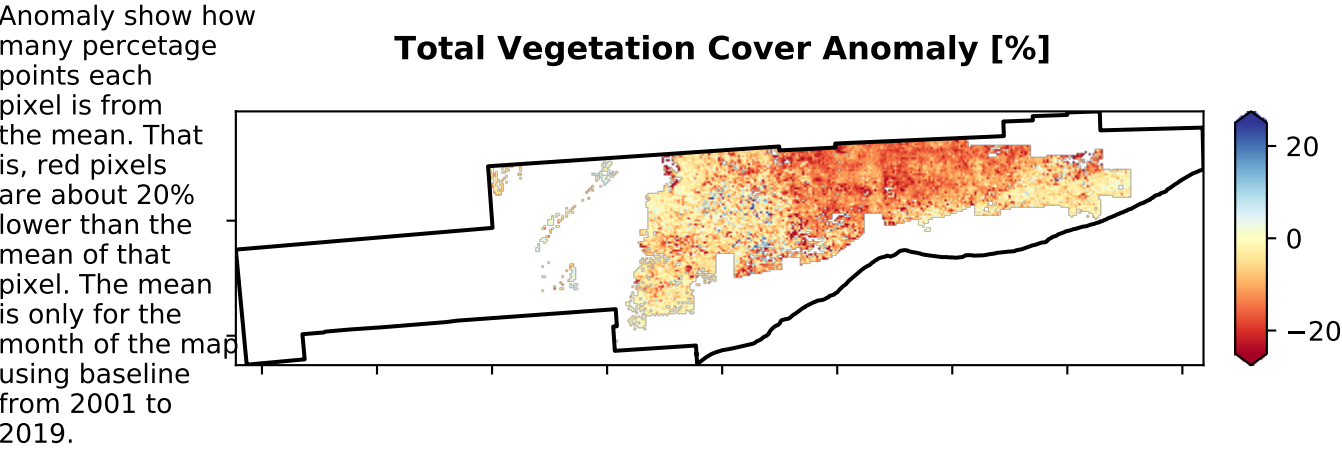 Anomaly show how
many percetage
points each
pixel is from
the mean. That
is, red pixels
are about 20%
lower than the
mean of that
pixel. The mean
is only for the
month of the map
using baseline
from 2001 to
2019.
Total Vegetation Cover Anomaly [%]
20
0
−20